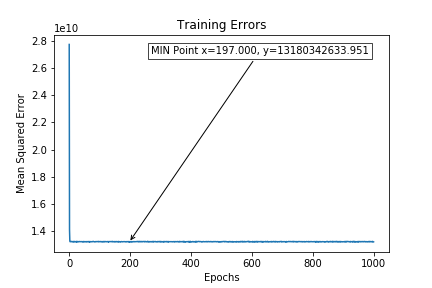 Training Errors
1e10
MIN Point x=197.000, y=13180342633.951
2.8
2.6
2.4
2.2
2.0
1.8
1.6
1.4
Mean Squared Error
0 200 400 600 800 1000
Epochs